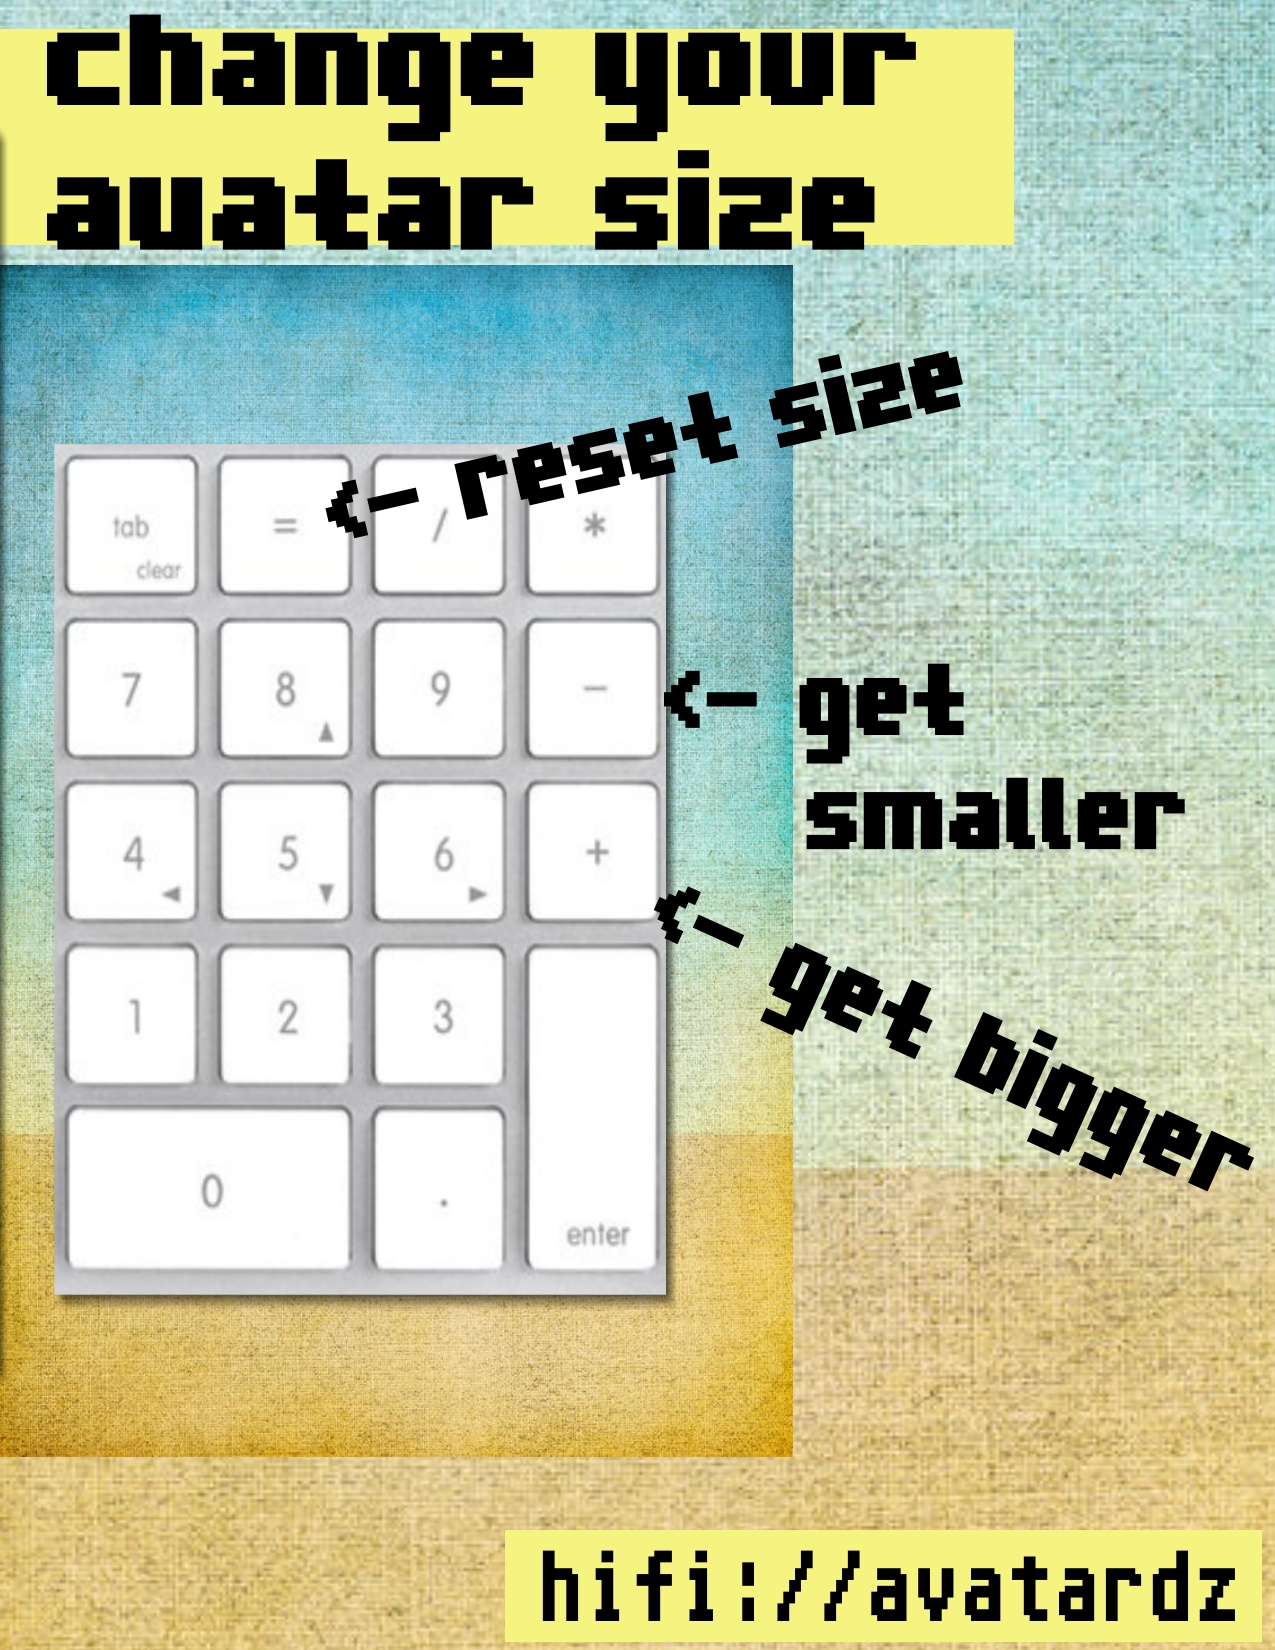 change your
avatar size
<- reset size
tab = / *
clear
7 8 9 -
▲
<- get
smaller
4 5 6 +
◀ ▼ ▶
<- get bigger
1 2 3
0 .
enter
hifi://avatardz